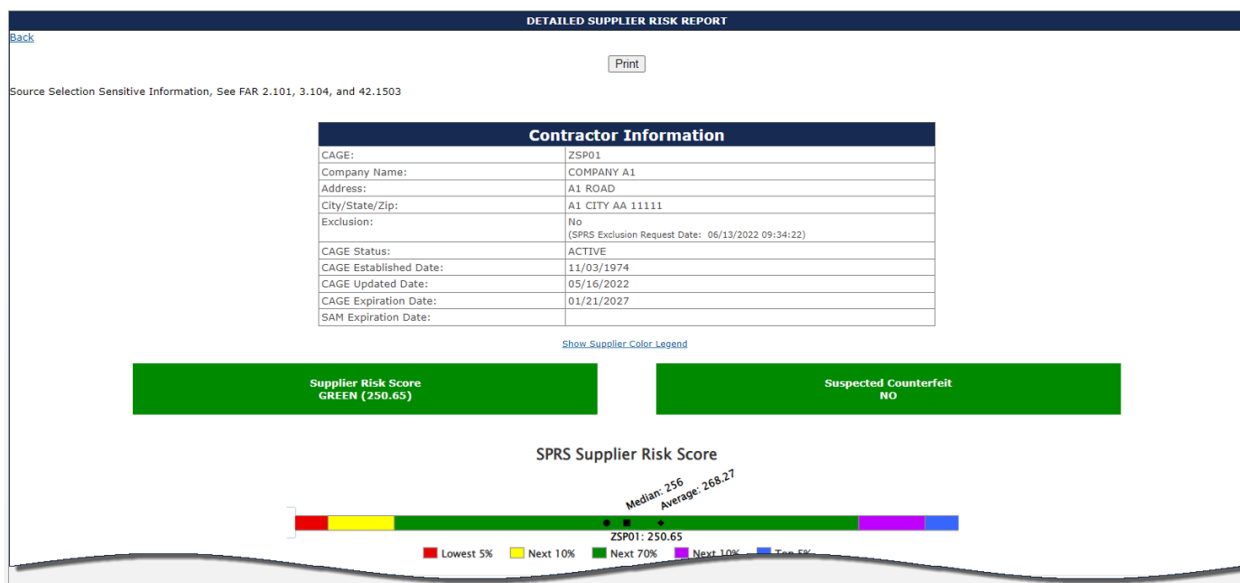 DETAILED SUPPLIER RISK REPORT
Back
Print
Source Selection Sensitive Information, See FAR 2.101, 3.104, and 42.1503
Contractor Information
CAGE: ZSP01
Company Name: COMPANY A1
Address: A1 ROAD
City/State/Zip: A1 CITY AA 11111
Exclusion: No
(SPRS Exclusion Request Date: 06/13/2022 09:34:22)
CAGE Status: ACTIVE
CAGE Established Date: 11/03/1974
CAGE Updated Date: 05/16/2022
CAGE Expiration Date: 01/21/2027
SAM Expiration Date:
Show Supplier Color Legend
Supplier Risk Score
GREEN (250.65)
Suspected Counterfeit
NO
SPRS Supplier Risk Score
Median: 256
Average: 268.27
ZSP01: 250.65
Lowest 5% Next 10% Next 70% Next 10% Top 5%